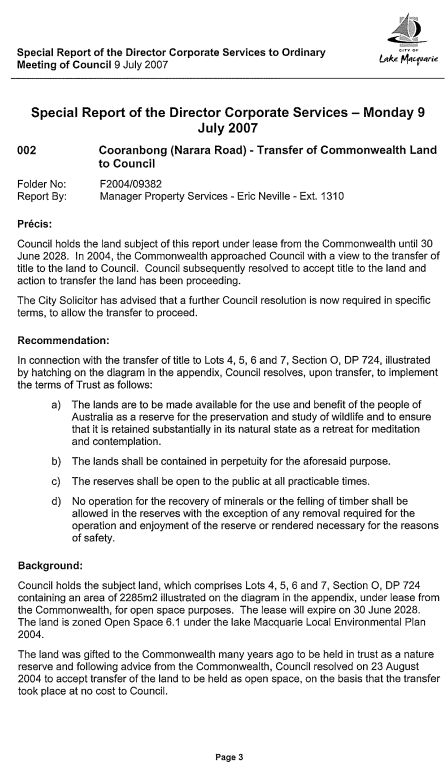 Special Report of the Director Corporate Services to Ordinary
Meeting of Council 9 July 2007
CITY OF
Lake Macquarie
Special Report of the Director Corporate Services – Monday 9
July 2007
002 Cooranbong (Narara Road) - Transfer of Commonwealth Land
to Council
Folder No: F2004/09382
Report By: Manager Property Services - Eric Neville - Ext. 1310
Précis:
Council holds the land subject of this report under lease from the Commonwealth until 30
June 2028. In 2004, the Commonwealth approached Council with a view to the transfer of
title to the land to Council. Council subsequently resolved to accept title to the land and
action to transfer the land has been proceeding.
The City Solicitor has advised that a further Council resolution is now required in specific
terms, to allow the transfer to proceed.
Recommendation:
In connection with the transfer of title to Lots 4, 5, 6 and 7, Section O, DP 724, illustrated
by hatching on the diagram in the appendix, Council resolves, upon transfer, to implement
the terms of Trust as follows:
a) The lands are to be made available for the use and benefit of the people of
Australia as a reserve for the preservation and study of wildlife and to ensure
that it is retained substantially in its natural state as a retreat for meditation
and contemplation.
b) The lands shall be contained in perpetuity for the aforesaid purpose.
c) The reserves shall be open to the public at all practicable times.
d) No operation for the recovery of minerals or the felling of timber shall be
allowed in the reserves with the exception of any removal required for the
operation and enjoyment of the reserve or rendered necessary for the reasons
of safety.
Background:
Council holds the subject land, which comprises Lots 4, 5, 6 and 7, Section O, DP 724
containing an area of 2285m2 illustrated on the diagram in the appendix, under lease from
the Commonwealth, for open space purposes. The lease will expire on 30 June 2028.
The land is zoned Open Space 6.1 under the lake Macquarie Local Environmental Plan
2004.
The land was gifted to the Commonwealth many years ago to be held in trust as a nature
reserve and following advice from the Commonwealth, Council resolved on 23 August
2004 to accept transfer of the land to be held as open space, on the basis that the transfer
took place at no cost to Council.
Page 3